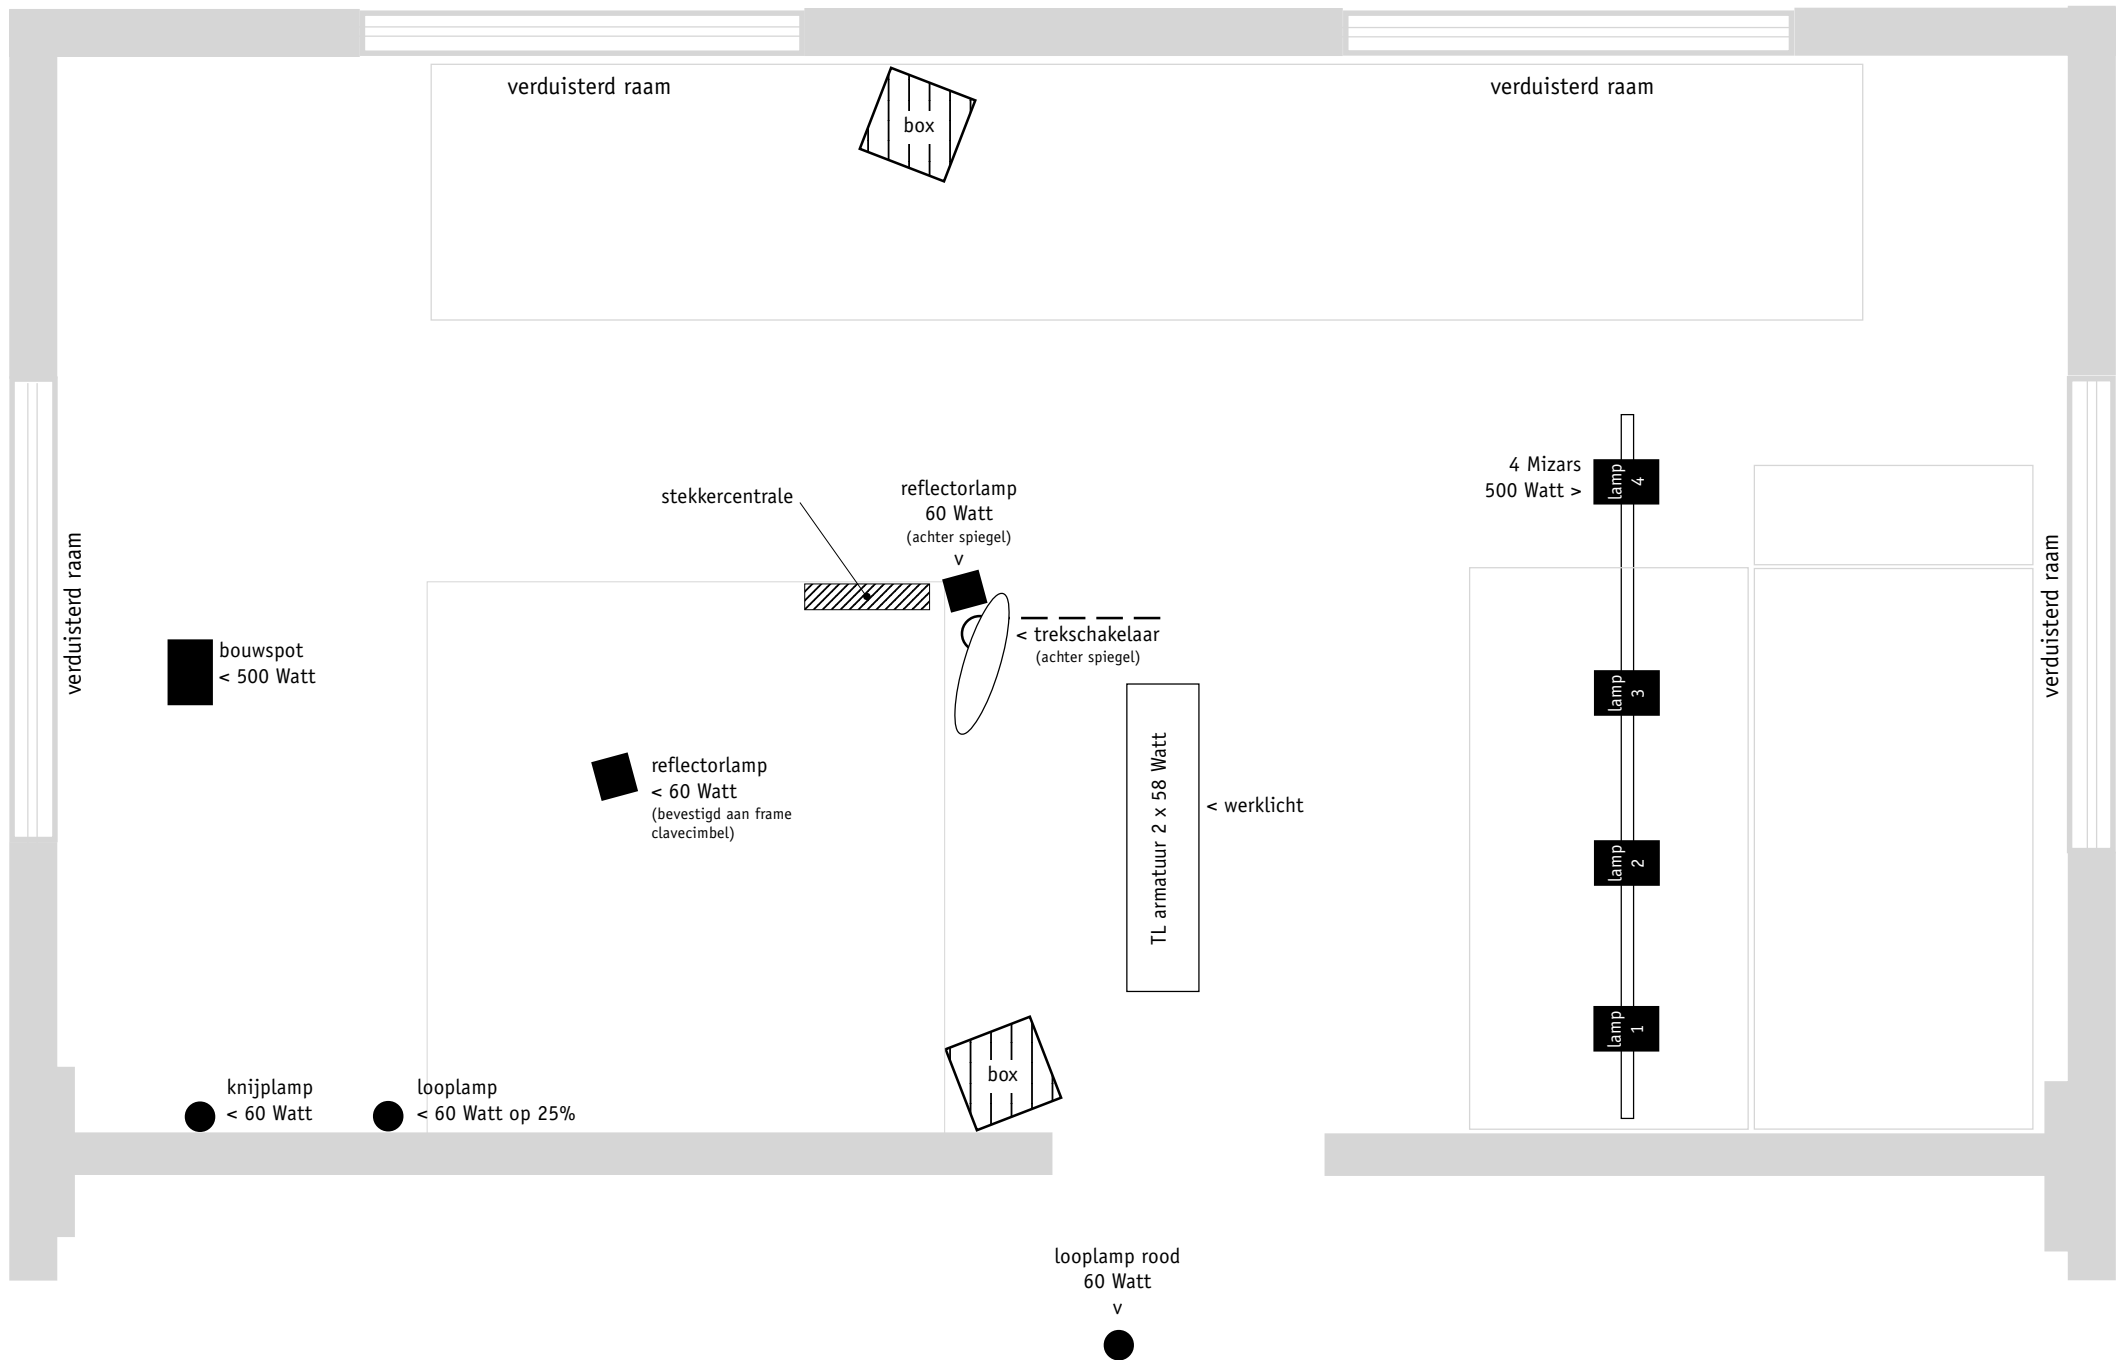 verduisterd raam
verduisterd raam
box
4 Mizars
500 Watt >
lamp
4
stekkercentrale
reflectorlamp
60 Watt
(achter spiegel)
v
verduisterd raam
verduisterd raam
< trekschakelaar
(achter spiegel)
bouwspot
< 500 Watt
lamp
3
reflectorlamp
< 60 Watt
(bevestigd aan frame
clavecimbel)
TL armatuur 2 x 58 Watt
< werklicht
lamp
2
lamp
1
box
knijplamp
< 60 Watt
looplamp
< 60 Watt op 25%
looplamp rood
60 Watt
v